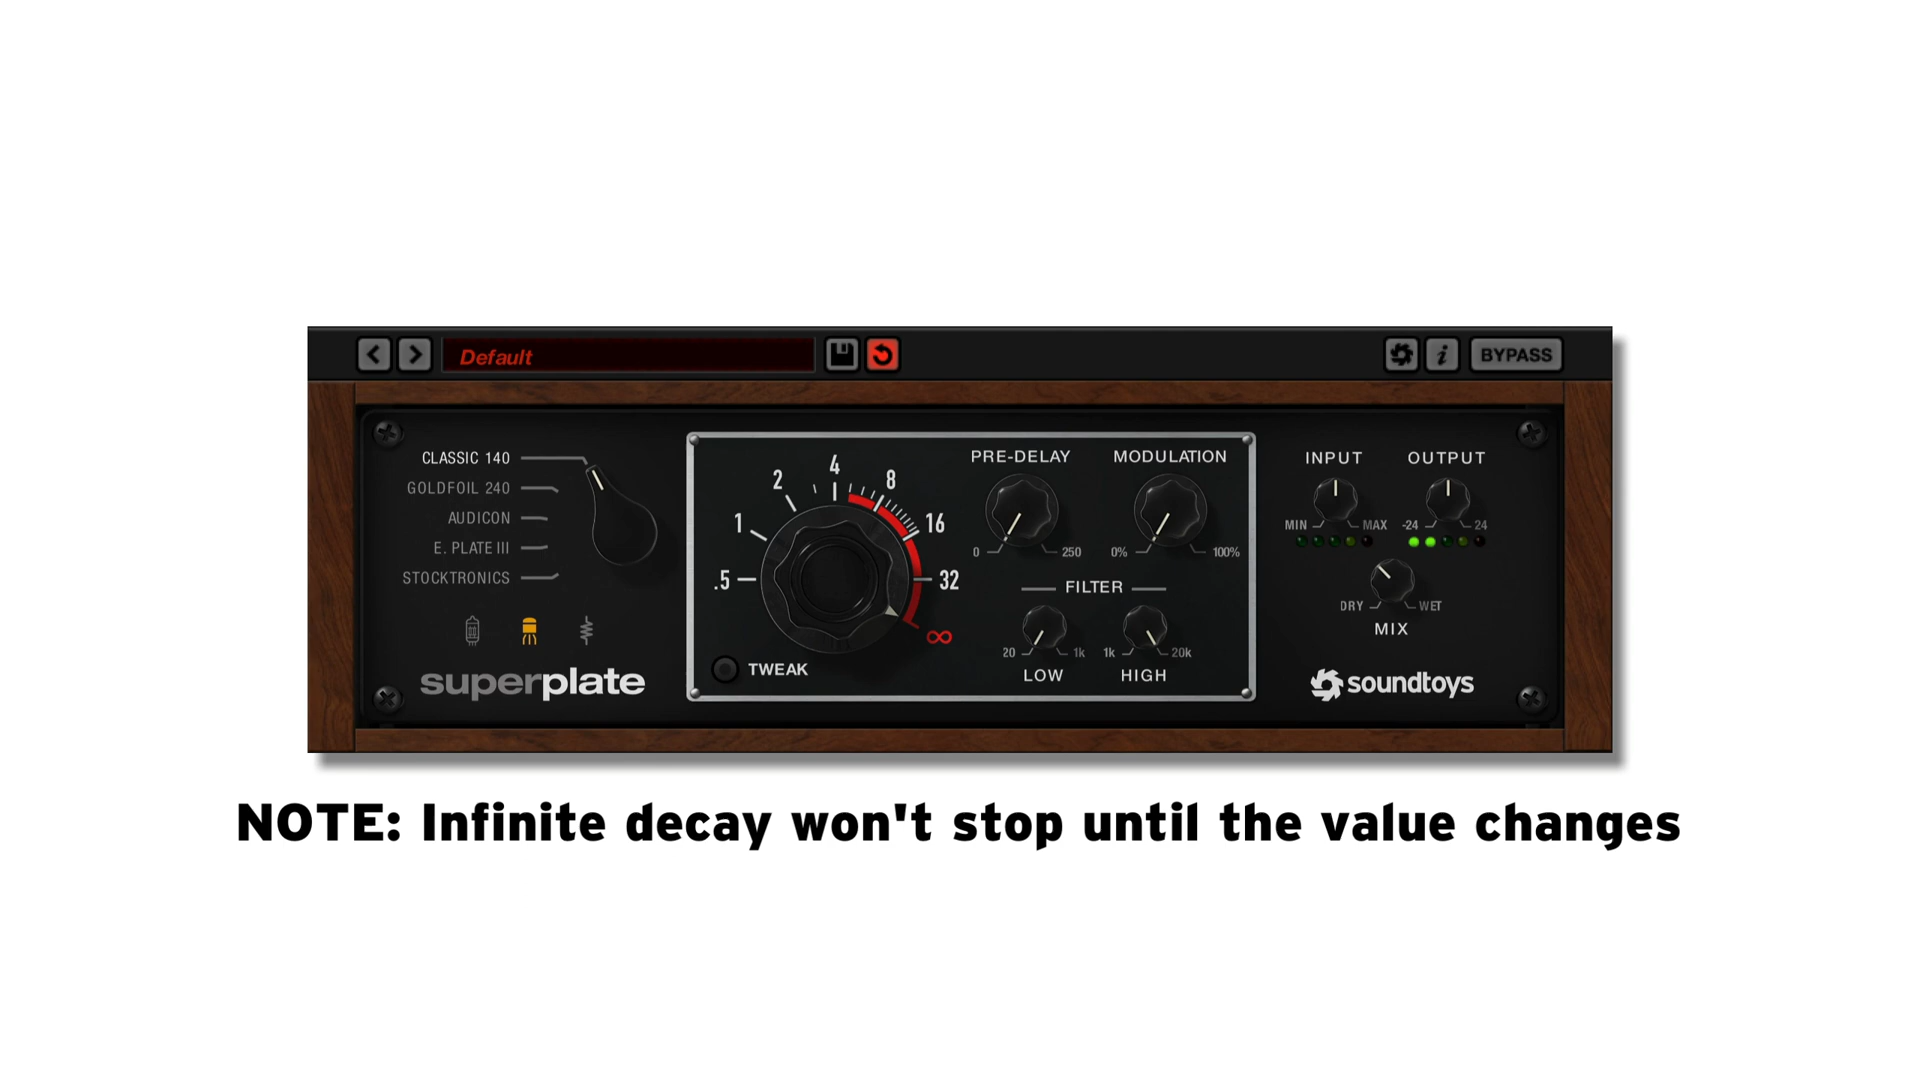 Default
i
BYPASS
CLASSIC 140
GOLDFOIL 240
AUDICON
E. PLATE III
STOCKTRONICS
superplate
.5
1
2
4
8
16
32
∞
TWEAK
PRE-DELAY
0
250
MODULATION
0%
100%
FILTER
20
1k
LOW
1k
20k
HIGH
INPUT
MIN
MAX
OUTPUT
-24
24
DRY
WET
MIX
soundtoys
NOTE: Infinite decay won't stop until the value changes